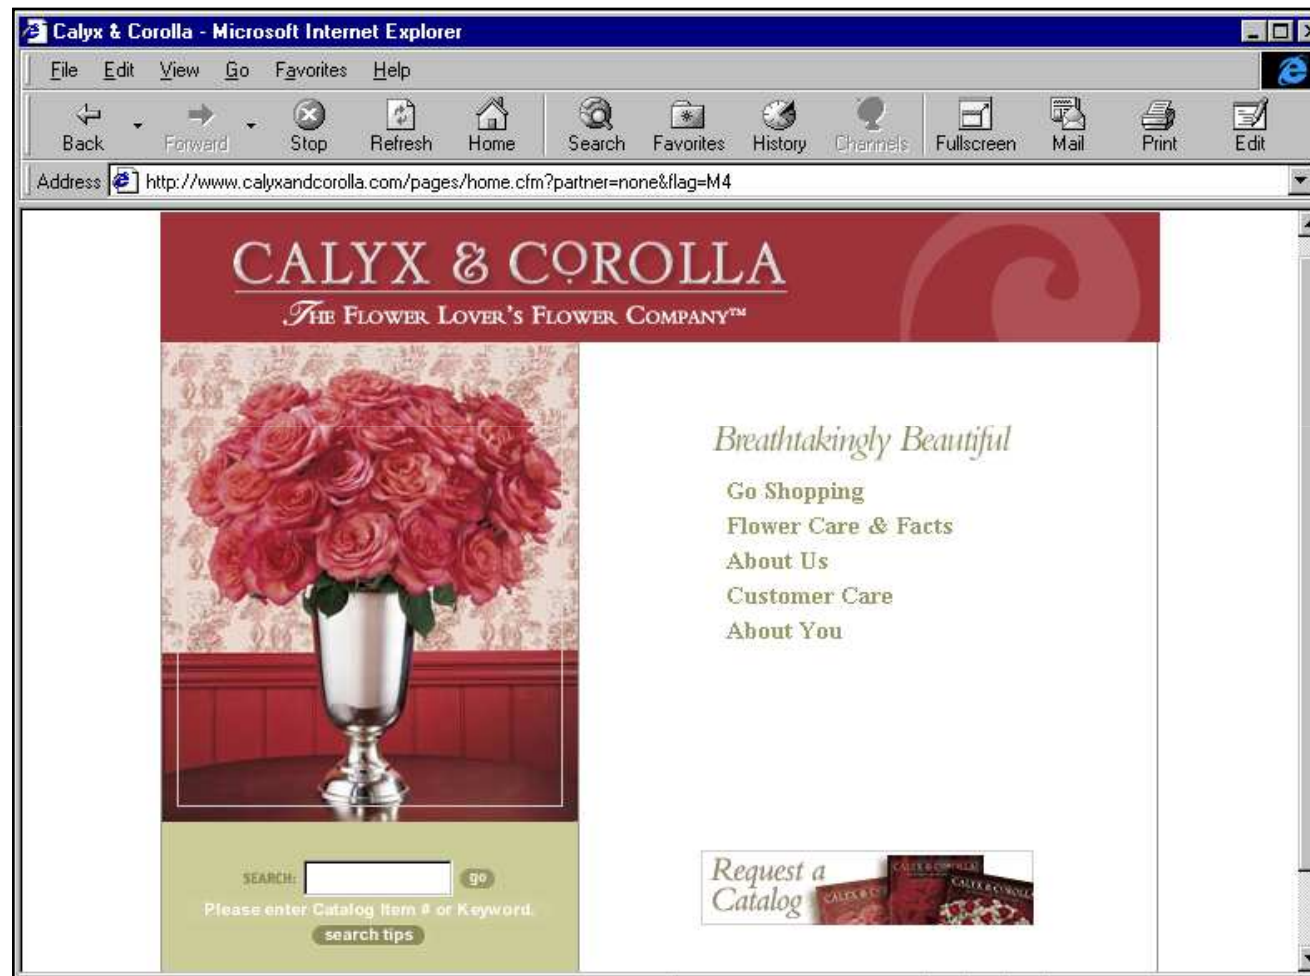 Calyx & Corolla - Microsoft Internet Explorer
File Edit View Go Favorites Help
Back Forward Stop Refresh Home Search Favorites History Channels Fullscreen Mail Print Edit
Address http://www.calyxandcorolla.com/pages/home.cfm?partner=none&flag=M4
CALYX & COROLLA
THE FLOWER LOVER'S FLOWER COMPANY™
Breathtakingly Beautiful
Go Shopping
Flower Care & Facts
About Us
Customer Care
About You
SEARCH: go
Please enter Catalog Item # or Keyword.
search tips
Request a
Catalog